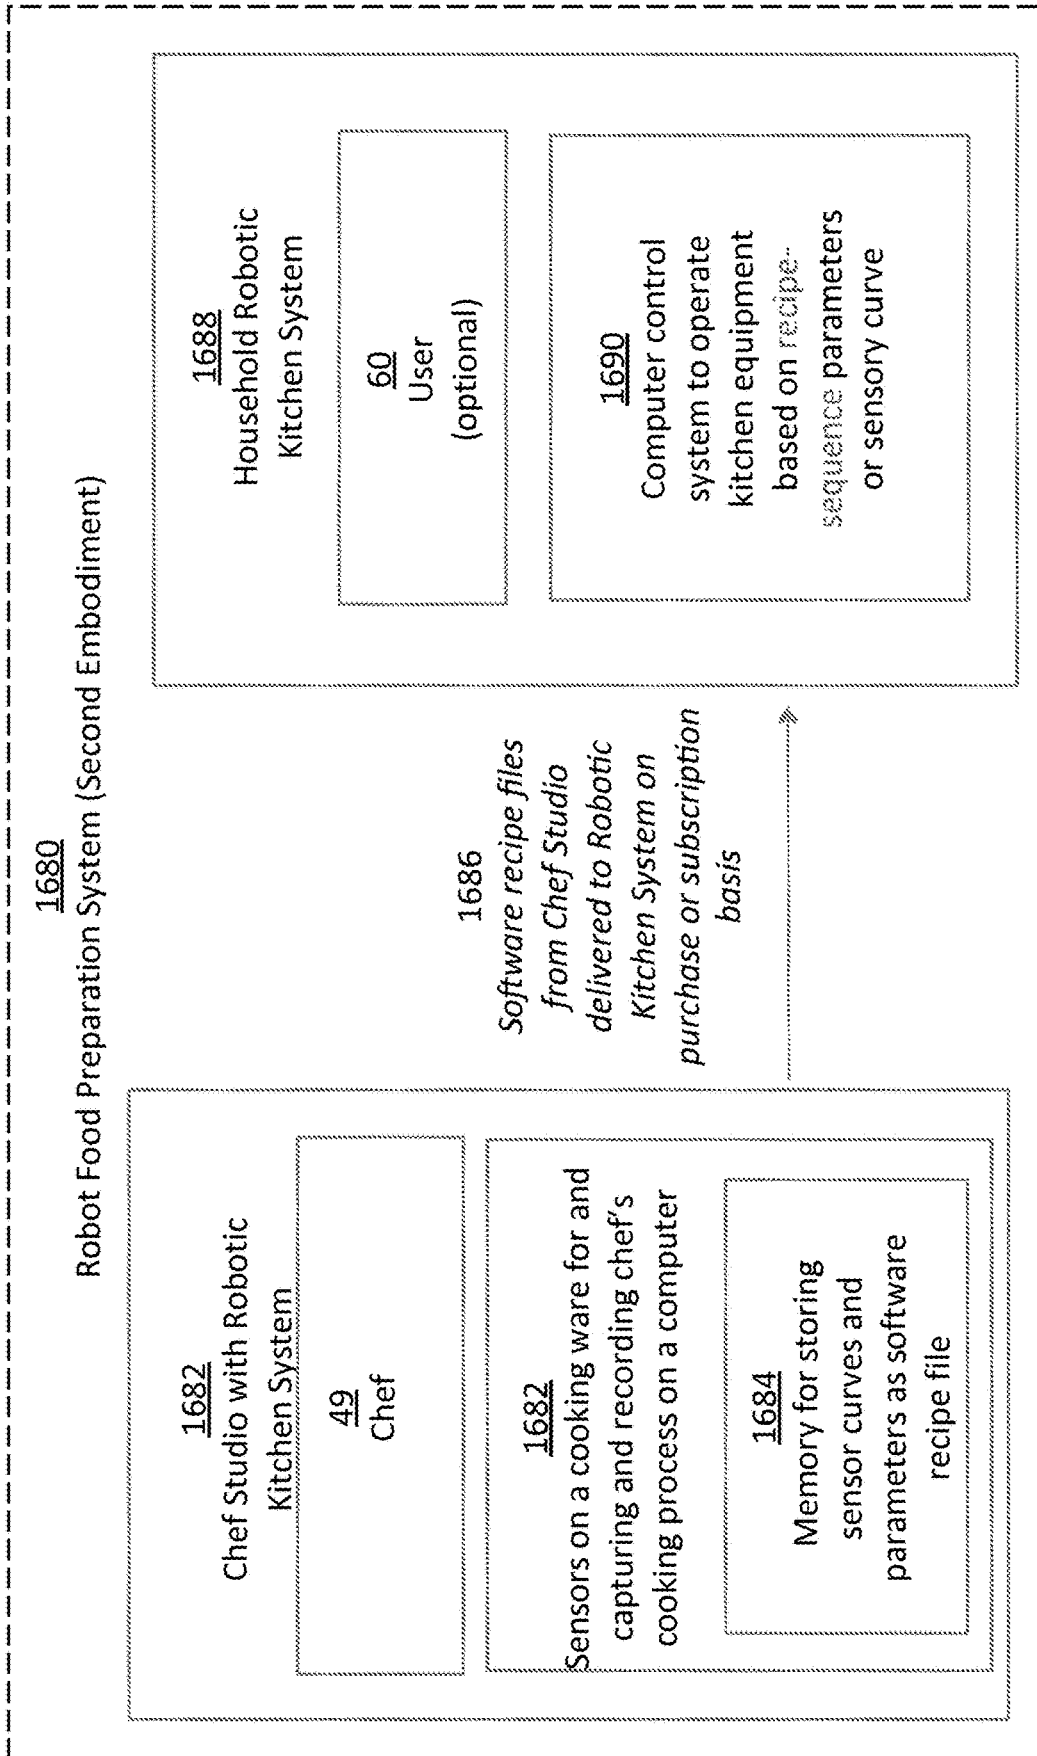 1680
Robot Food Preparation System (Second Embodiment)
1682
Chef Studio with Robotic
Kitchen System
49
Chef
1682
Sensors on a cooking ware for and
capturing and recording chef's
cooking process on a computer
1684
Memory for storing
sensor curves and
parameters as software
recipe file
1686
Software recipe files
from Chef Studio
delivered to Robotic
Kitchen System on
purchase or subscription
basis
1688
Household Robotic
Kitchen System
60
User
(optional)
1690
Computer control
system to operate
kitchen equipment
based on recipe-
sequence parameters
or sensory curve